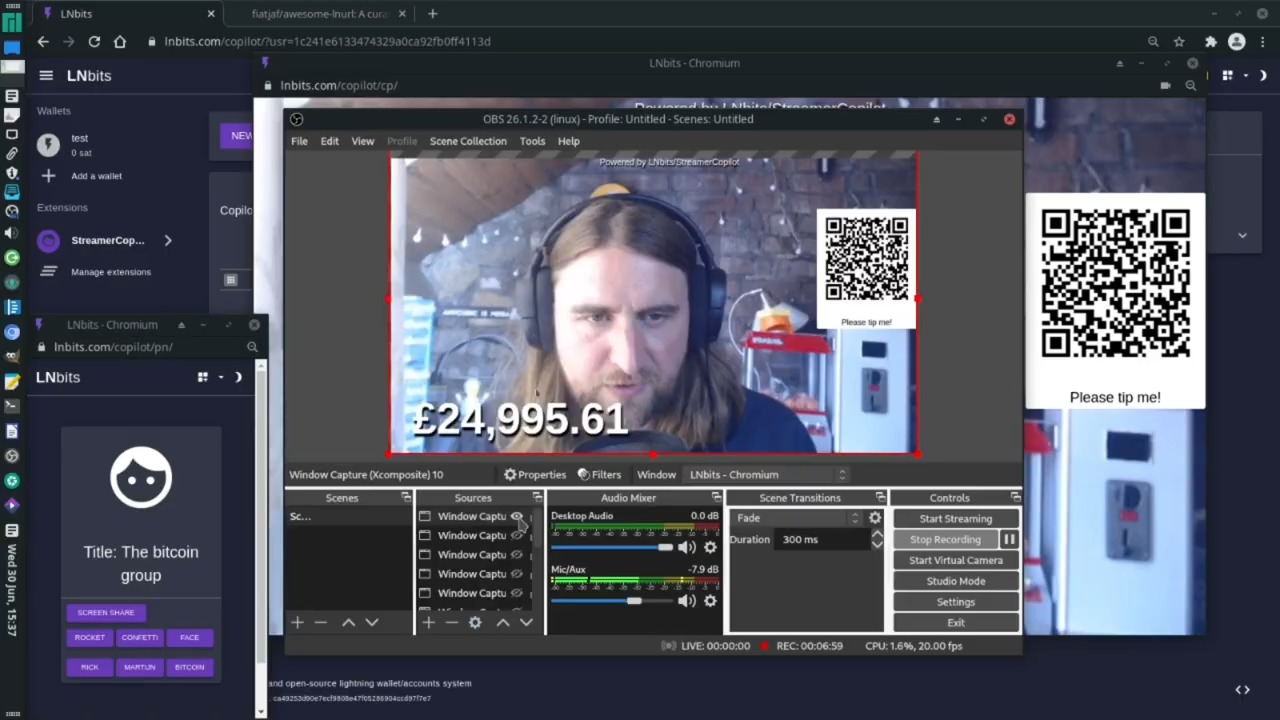 LNbits
fiatjaf/awesome-lnurl: A cura
lnbits.com/copilot/?usr=1c241e6133474329a0ca92fb0ff4113d
LNbits
LNbits - Chromium
lnbits.com/copilot/cp/
Powered by LNbits/StreamerCopilot
Wallets
test
0 sat
Add a wallet
Extensions
StreamerCop...
Manage extensions
NEW
Copilo
OBS 26.1.2-2 (linux) - Profile: Untitled - Scenes: Untitled
File Edit View Profile Scene Collection Tools Help
Powered by LNbits/StreamerCopilot
Please tip me!
£24,995.61
Please tip me!
Window Capture (Xcomposite) 10
Properties Filters Window LNbits - Chromium
Scenes Sources Audio Mixer Scene Transitions Controls
Sc...
Window Captu
Window Captu
Window Captu
Window Captu
Window Captu
Desktop Audio 0.0 dB
Mic/Aux -7.9 dB
Fade
Duration 300 ms
Start Streaming
Stop Recording
Start Virtual Camera
Studio Mode
Settings
Exit
LIVE: 00:00:00 REC: 00:06:59 CPU: 1.6%, 20.00 fps
LNbits - Chromium
lnbits.com/copilot/pn/
LNbits
Title: The bitcoin
group
SCREEN SHARE
ROCKET CONFETTI FACE
RICK MARTIJN BITCOIN
and open-source lightning wallet/accounts system
Wed 30 Jun, 15:37